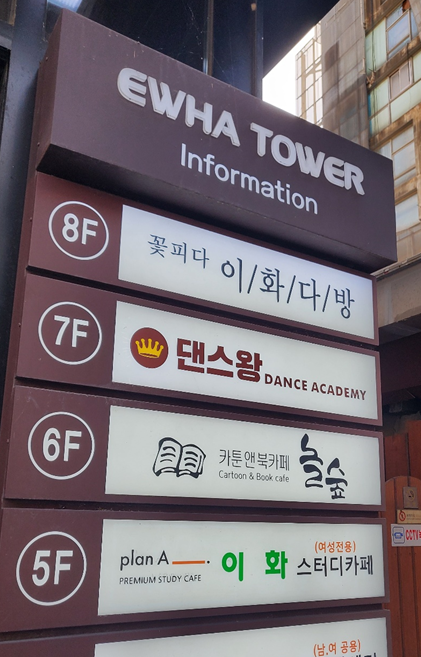 EWHA TOWER
Information
8F
꽃피다 이/화/다/방
7F
댄스왕 DANCE ACADEMY
6F
카툰앤북카페
Cartoon & Book cafe
놀숲
5F
(여성전용)
plan A 이화 스터디카페
PREMIUM STUDY CAFE
(남.여 공용)
CCTV